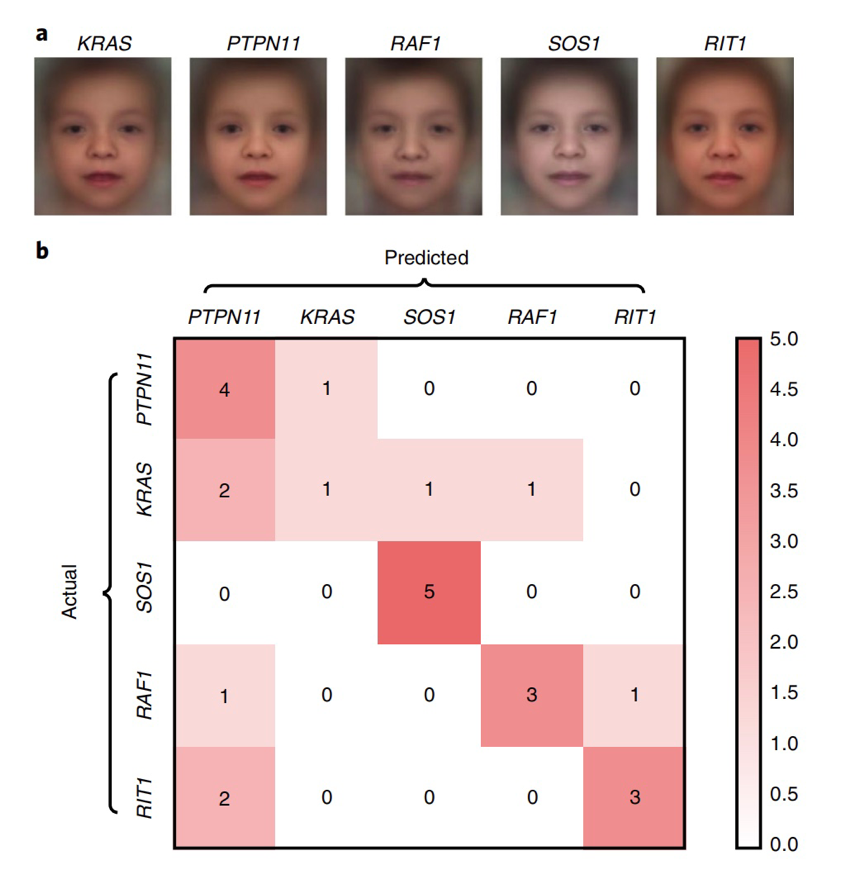 a
KRAS PTPN11 RAF1 SOS1 RIT1
b
Predicted
PTPN11 KRAS SOS1 RAF1 RIT1
Actual
PTPN11 4 1 0 0 0
KRAS 2 1 1 1 0
SOS1 0 0 5 0 0
RAF1 1 0 0 3 1
RIT1 2 0 0 0 3
5.0
4.5
4.0
3.5
3.0
2.5
2.0
1.5
1.0
0.5
0.0